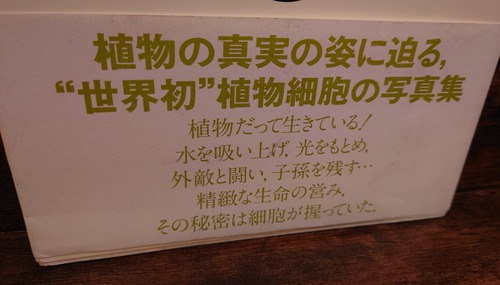 植物の真実の姿に迫る,
“世界初”植物細胞の写真集
植物だって生きている!
水を吸い上げ, 光をもとめ,
外敵と闘い, 子孫を残す…
精緻な生命の営み,
その秘密は細胞が握っていた.